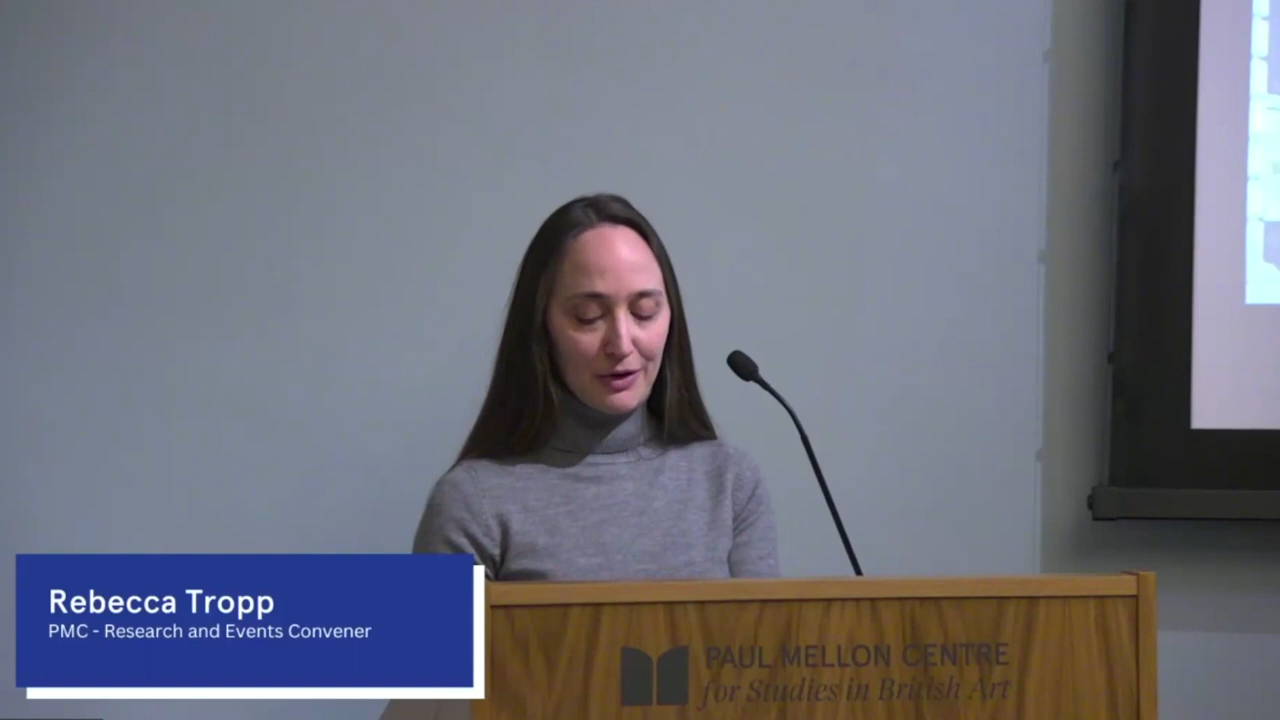 Rebecca Tropp
PMC - Research and Events Convener
PAUL MELLON CENTRE
for Studies in British Art